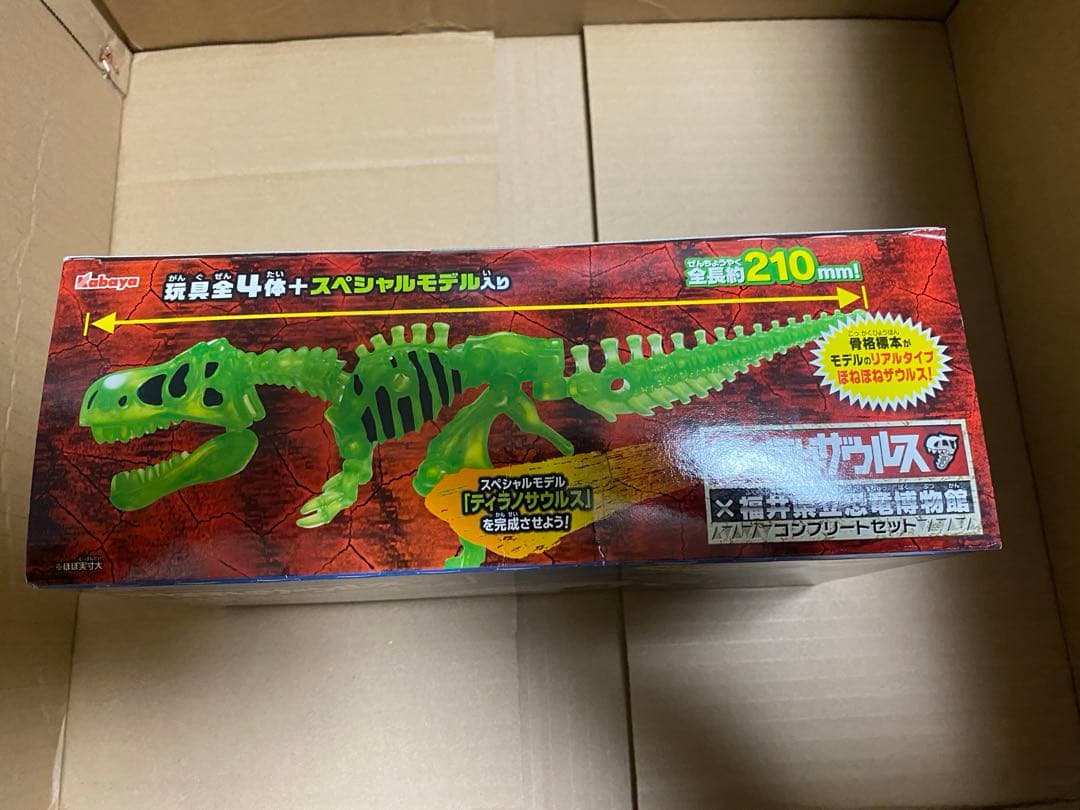 Kabaya
玩具全4体+スペシャルモデル入り
がんぐぜん たい い
ぜんちょうやく
全長約210mm!
こっかくひょうほん
骨格標本が
モデルのリアルタイプ
ほねほねザウルス!
スペシャルモデル
「ティラノサウルス」
かんせい
を完成させよう!
ザウルス
×福井県立恐竜博物館
コンプリートセット
※ほぼ実寸大